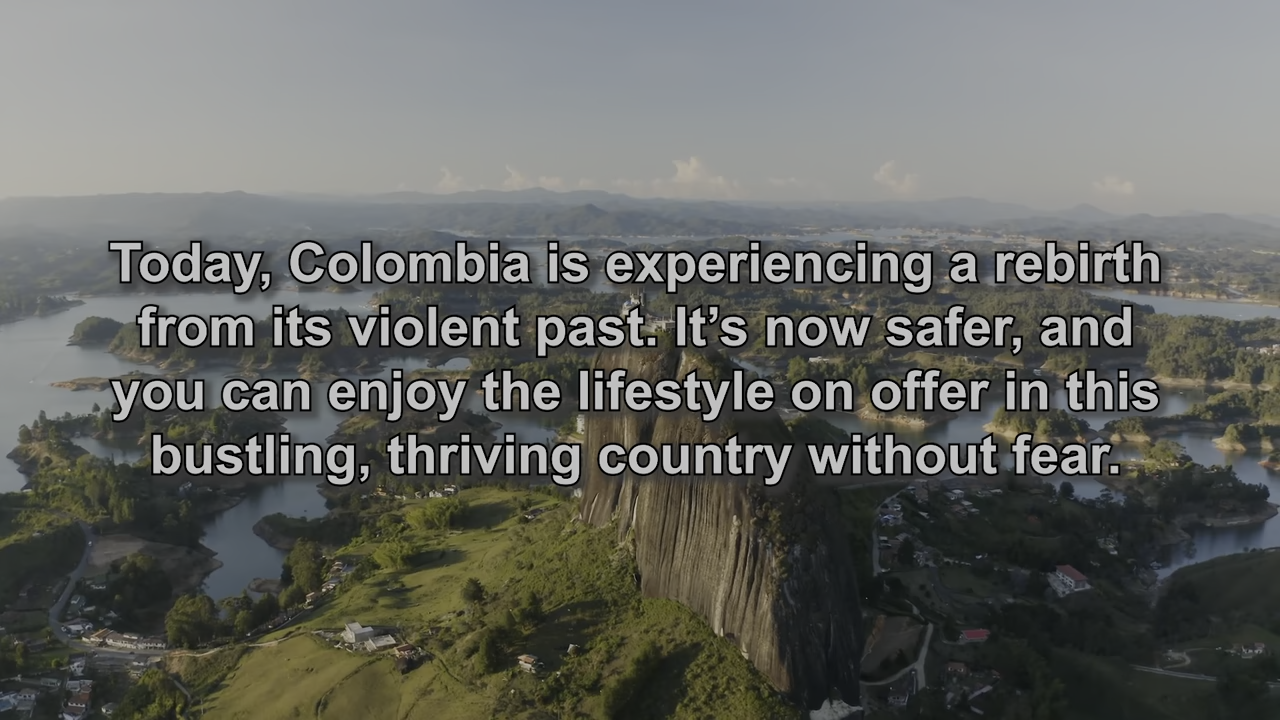 Today, Colombia is experiencing a rebirth
from its violent past. It’s now safer, and
you can enjoy the lifestyle on offer in this
bustling, thriving country without fear.